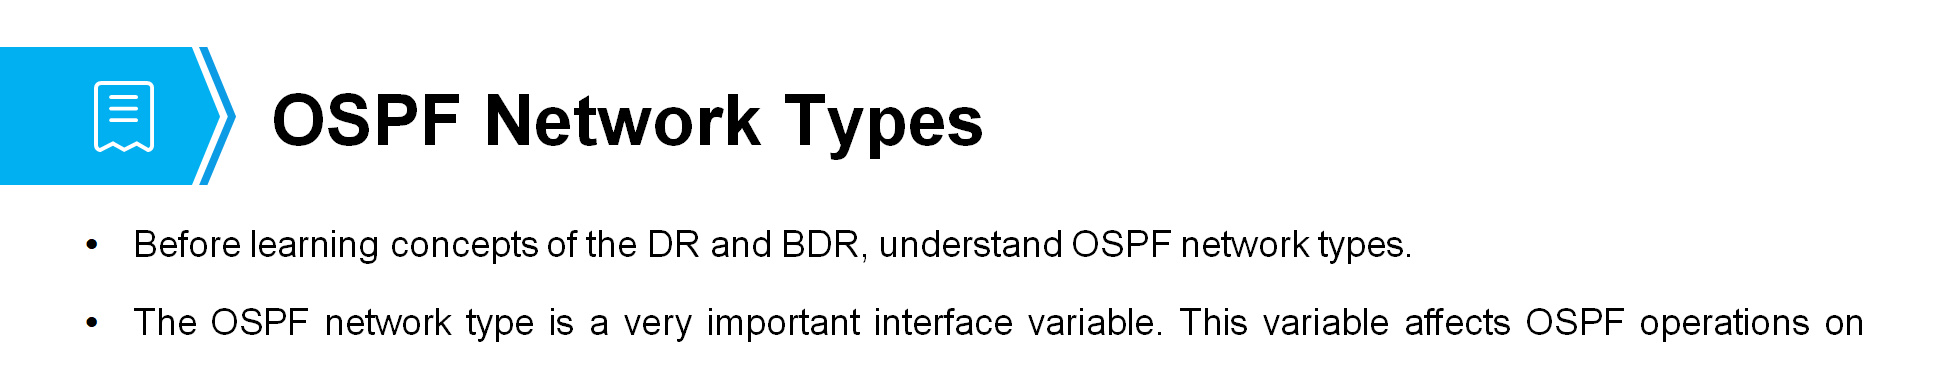 OSPF Network Types
• Before learning concepts of the DR and BDR, understand OSPF network types.
• The OSPF network type is a very important interface variable. This variable affects OSPF operations on